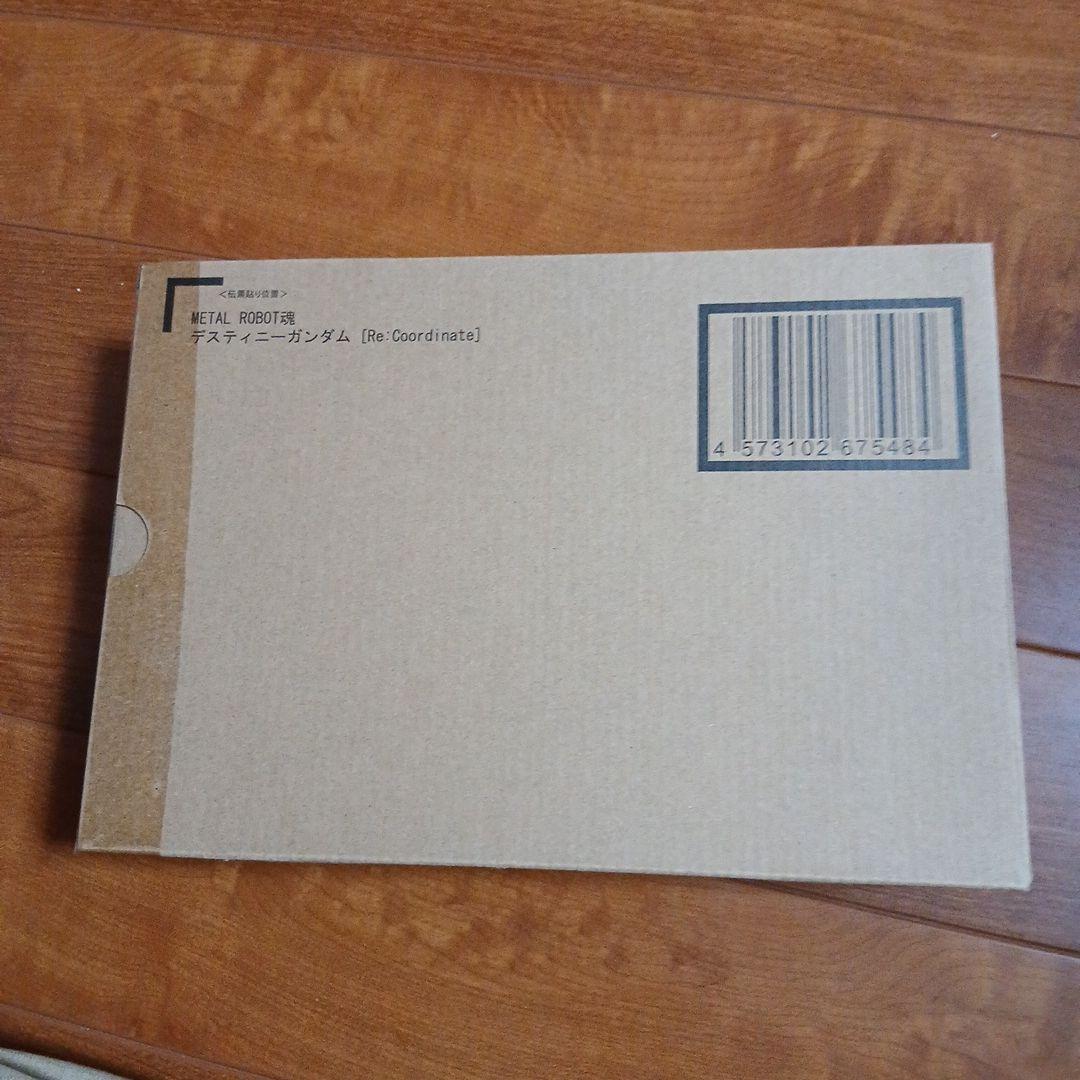 <伝票貼り位置>
METAL ROBOT魂
デスティニーガンダム [Re:Coordinate]
4 573102 675484